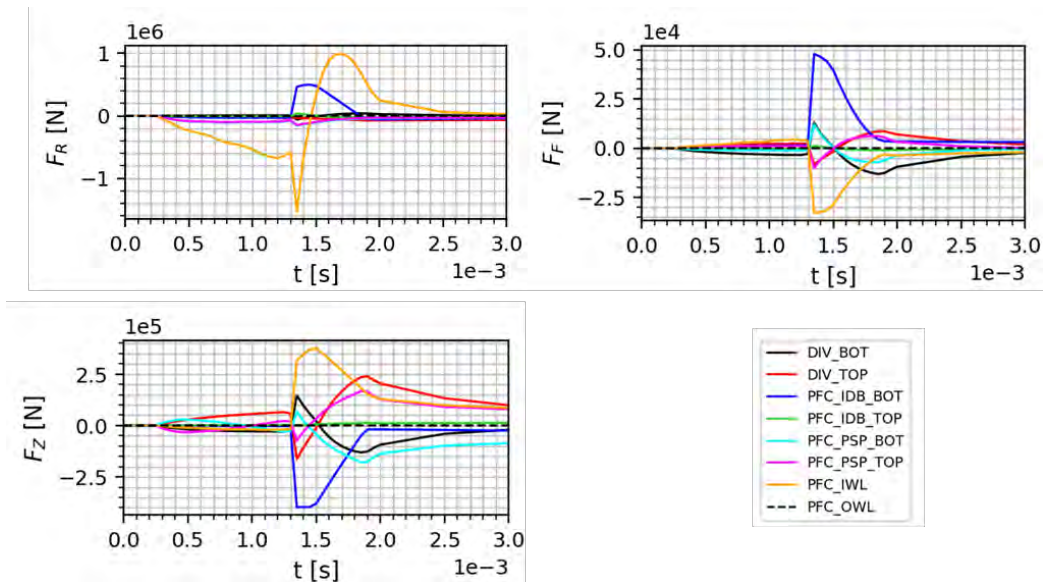 1e6
F_R [N]
1
0
−1
0.0 0.5 1.0 1.5 2.0 2.5 3.0
t [s]
1e−3
1e4
F_F [N]
5.0
2.5
0.0
−2.5
0.0 0.5 1.0 1.5 2.0 2.5 3.0
t [s]
1e−3
1e5
F_Z [N]
2.5
0.0
−2.5
0.0 0.5 1.0 1.5 2.0 2.5 3.0
t [s]
1e−3
DIV_BOT
DIV_TOP
PFC_IDB_BOT
PFC_IDB_TOP
PFC_PSP_BOT
PFC_PSP_TOP
PFC_IWL
PFC_OWL